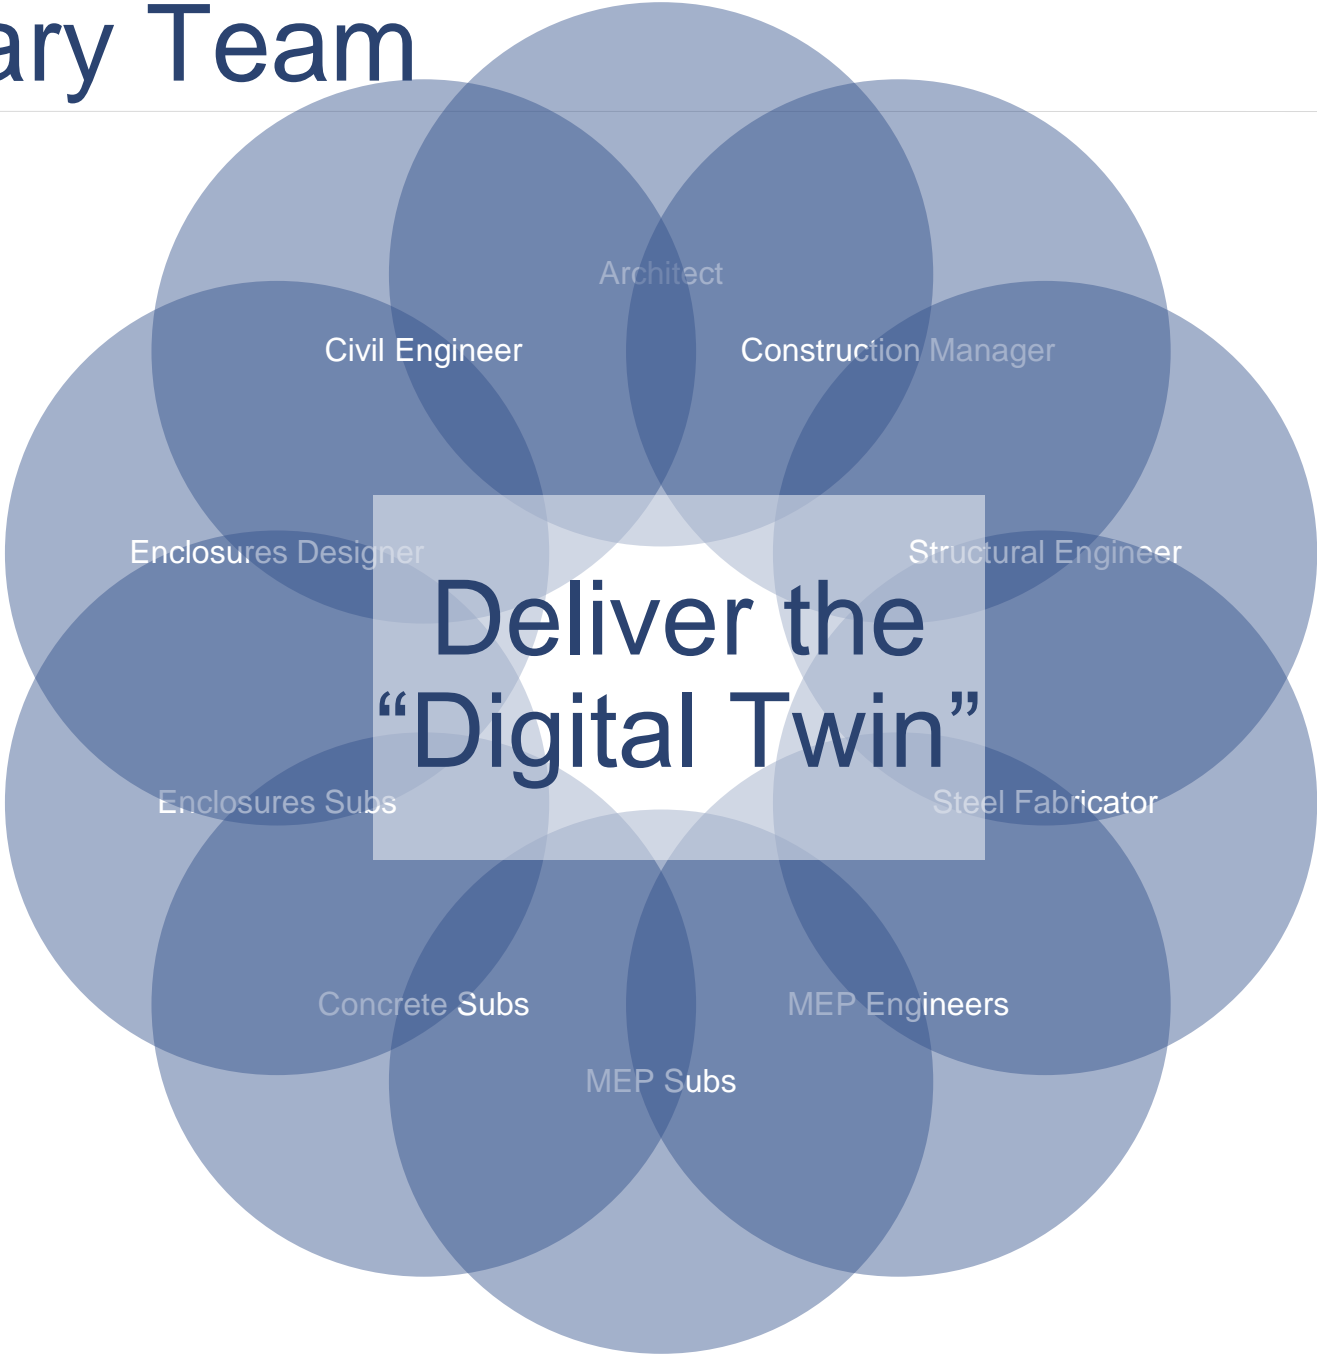 ary Team
Architect
Civil Engineer
Construction Manager
Enclosures Designer
Structural Engineer
Deliver the
“Digital Twin”
Enclosures Subs
Steel Fabricator
Concrete Subs
MEP Engineers
MEP Subs